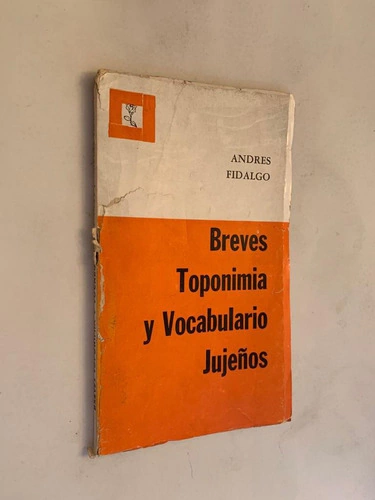 ANDRES
FIDALGO
Breves
Toponimia
y Vocabulario
Jujeños